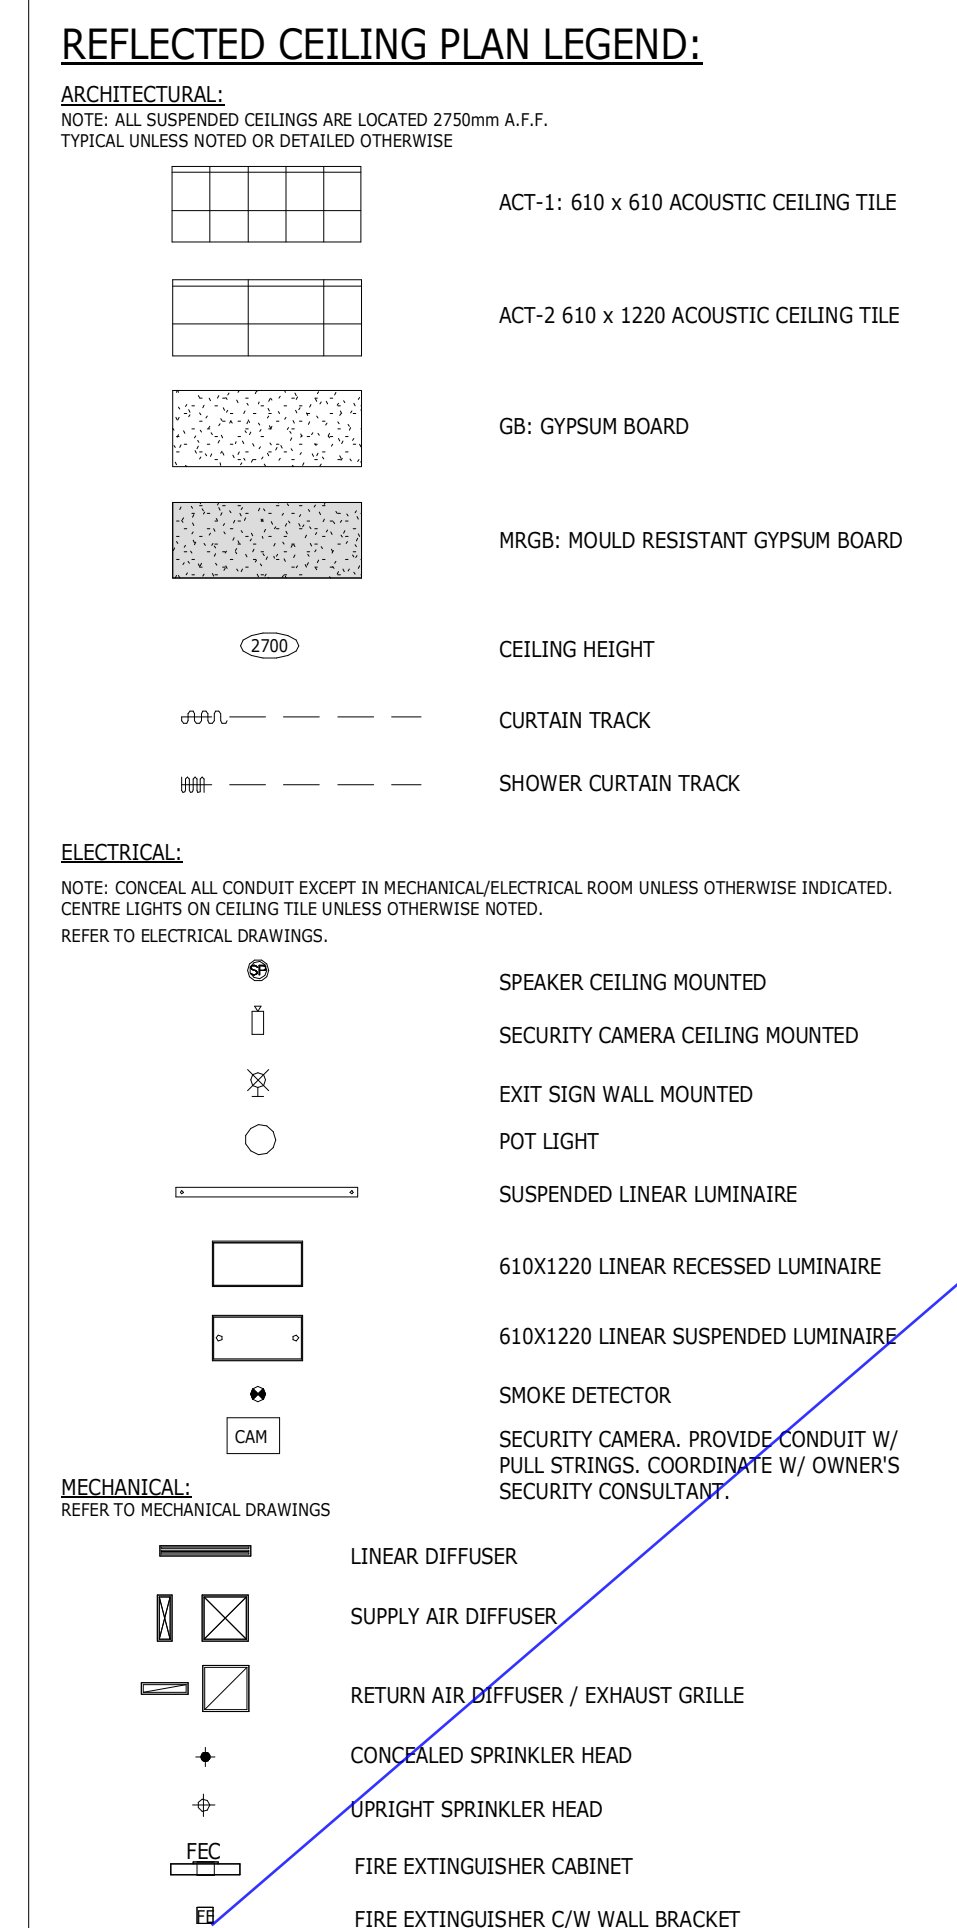 REFLECTED CEILING PLAN LEGEND:
ARCHITECTURAL:
NOTE: ALL SUSPENDED CEILINGS ARE LOCATED 2750mm A.F.F.
TYPICAL UNLESS NOTED OR DETAILED OTHERWISE
ACT-1: 610 x 610 ACOUSTIC CEILING TILE
ACT-2 610 x 1220 ACOUSTIC CEILING TILE
GB: GYPSUM BOARD
MRGB: MOULD RESISTANT GYPSUM BOARD
2700 CEILING HEIGHT
CURTAIN TRACK
SHOWER CURTAIN TRACK
ELECTRICAL:
NOTE: CONCEAL ALL CONDUIT EXCEPT IN MECHANICAL/ELECTRICAL ROOM UNLESS OTHERWISE INDICATED.
CENTRE LIGHTS ON CEILING TILE UNLESS OTHERWISE NOTED.
REFER TO ELECTRICAL DRAWINGS.
SP SPEAKER CEILING MOUNTED
SECURITY CAMERA CEILING MOUNTED
EXIT SIGN WALL MOUNTED
POT LIGHT
SUSPENDED LINEAR LUMINAIRE
610X1220 LINEAR RECESSED LUMINAIRE
610X1220 LINEAR SUSPENDED LUMINAIRE
SMOKE DETECTOR
CAM SECURITY CAMERA. PROVIDE CONDUIT W/
PULL STRINGS. COORDINATE W/ OWNER'S
SECURITY CONSULTANT.
MECHANICAL:
REFER TO MECHANICAL DRAWINGS
LINEAR DIFFUSER
SUPPLY AIR DIFFUSER
RETURN AIR DIFFUSER / EXHAUST GRILLE
CONCEALED SPRINKLER HEAD
UPRIGHT SPRINKLER HEAD
FEC
FIRE EXTINGUISHER CABINET
FE FIRE EXTINGUISHER C/W WALL BRACKET